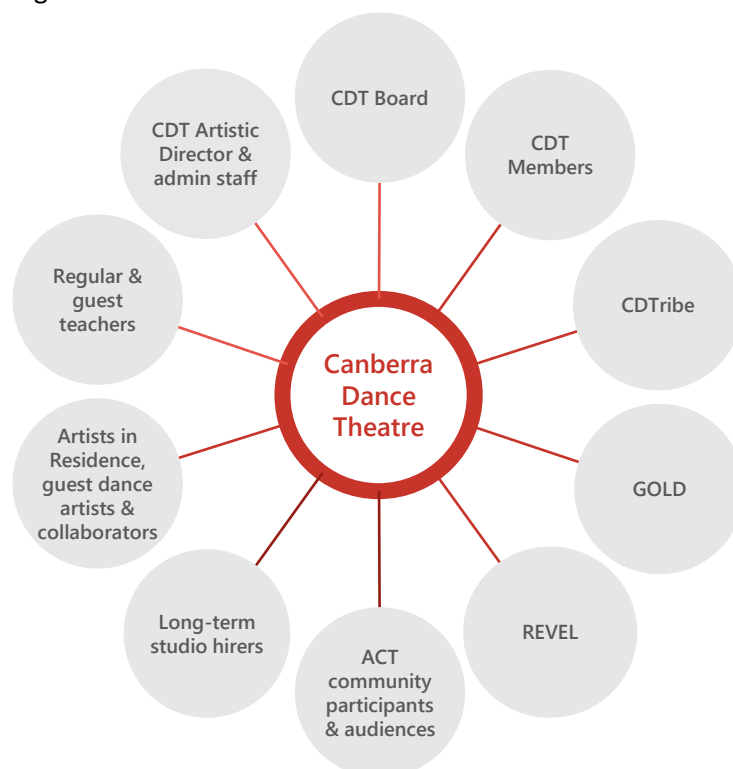 CDT Board
CDT
Members
CDTribe
GOLD
REVEL
ACT
community
participants
& audiences
Long-term
studio hirers
Artists in
Residence,
guest dance
artists &
collaborators
Regular &
guest
teachers
CDT Artistic
Director &
admin staff
Canberra
Dance
Theatre